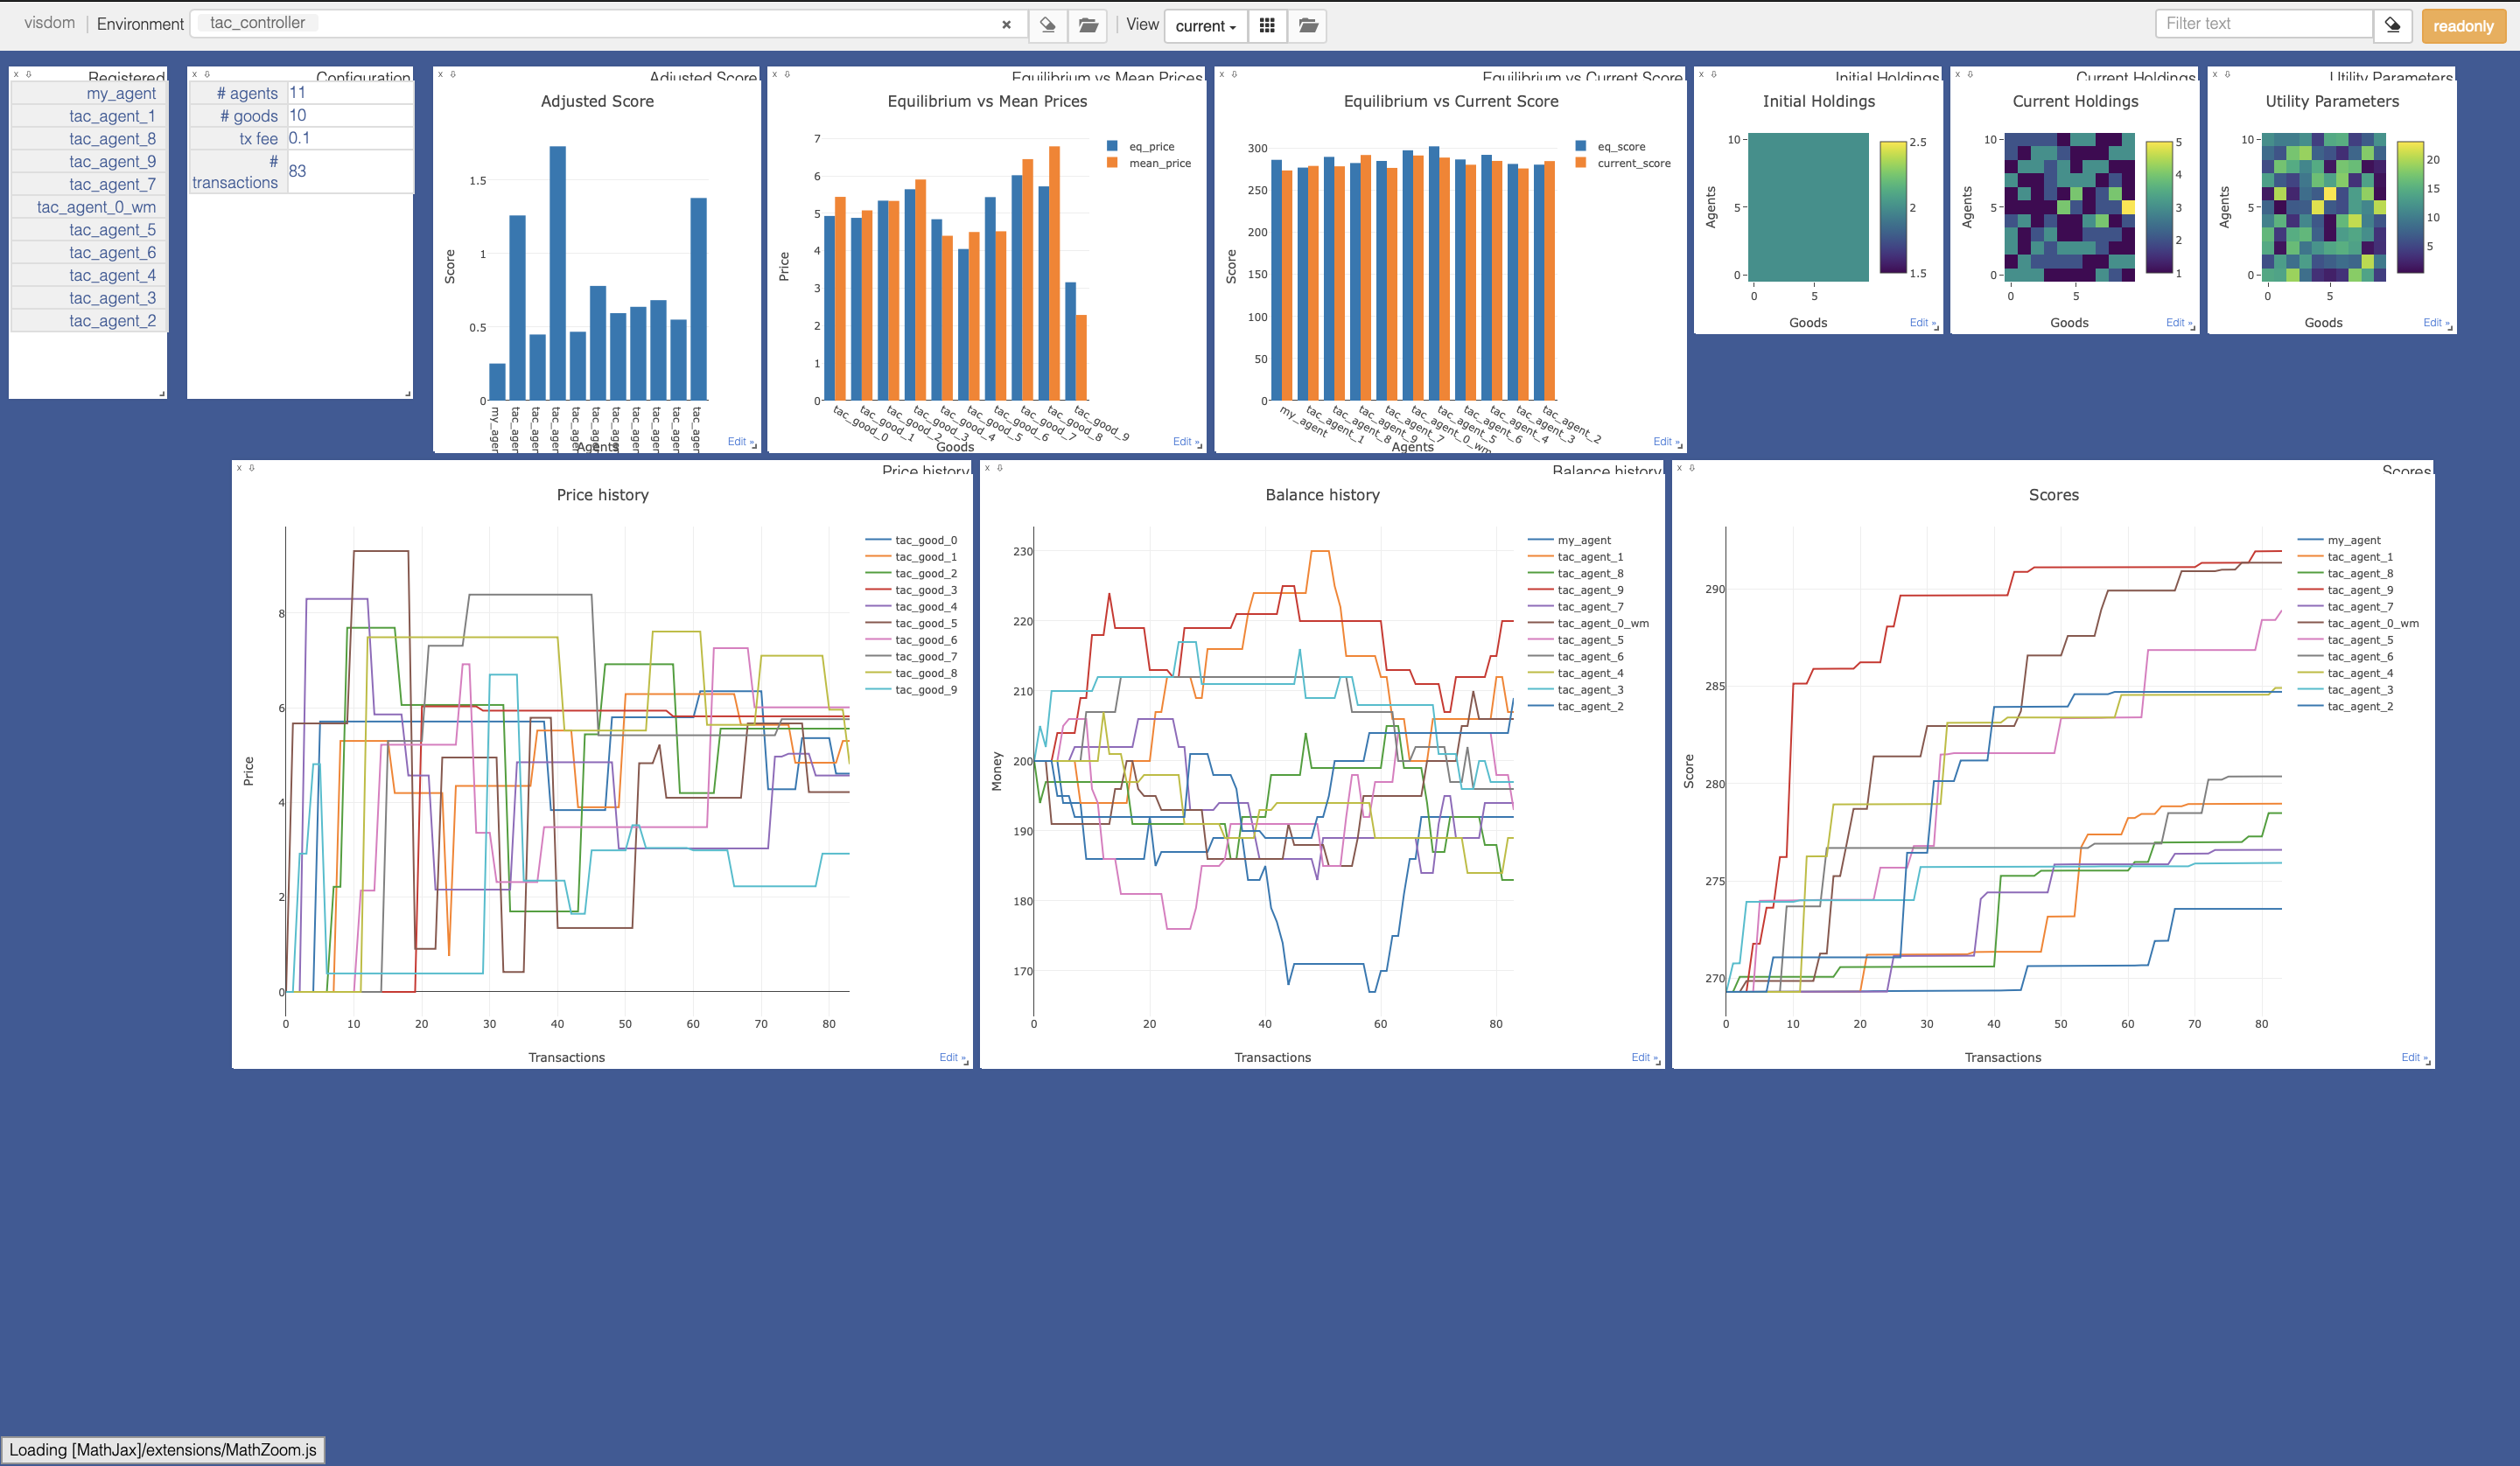 visdom | Environment tac_controller × View current readonly
Filter text
x Registered
my_agent
tac_agent_1
tac_agent_8
tac_agent_9
tac_agent_7
tac_agent_0_wm
tac_agent_5
tac_agent_6
tac_agent_4
tac_agent_3
tac_agent_2
x Configuration
# agents 11
# goods 10
tx fee 0.1
# transactions 83
x Adjusted Score
Adjusted Score
Score
1.5
1
0.5
0
Agents
Edit »
x Equilibrium vs Mean Prices
Equilibrium vs Mean Prices
Price
7
6
5
4
3
2
1
0
tac_good_0
tac_good_1
tac_good_2
tac_good_3
tac_good_4
tac_good_5
tac_good_6
tac_good_7
tac_good_8
tac_good_9
Goods
eq_price
mean_price
Edit »
x Equilibrium vs Current Score
Equilibrium vs Current Score
Score
300
250
200
150
100
50
0
my_agent
tac_agent_1
tac_agent_8
tac_agent_9
tac_agent_7
tac_agent_0_wm
tac_agent_5
tac_agent_6
tac_agent_4
tac_agent_3
tac_agent_2
Agents
eq_score
current_score
Edit »
x Initial Holdings
Initial Holdings
Agents
10
5
0
0 5
Goods
2.5
2
1.5
Edit »
x Current Holdings
Current Holdings
Agents
10
5
0
0 5
Goods
5
4
3
2
1
Edit »
x Utility Parameters
Utility Parameters
Agents
10
5
0
0 5
Goods
20
15
10
5
Edit »
x Price history
Price history
Price
8
6
4
2
0
0 10 20 30 40 50 60 70 80
Transactions
tac_good_0
tac_good_1
tac_good_2
tac_good_3
tac_good_4
tac_good_5
tac_good_6
tac_good_7
tac_good_8
tac_good_9
Edit »
x Balance history
Balance history
Money
230
220
210
200
190
180
170
0 20 40 60 80
Transactions
my_agent
tac_agent_1
tac_agent_8
tac_agent_9
tac_agent_7
tac_agent_0_wm
tac_agent_5
tac_agent_6
tac_agent_4
tac_agent_3
tac_agent_2
Edit »
x Scores
Scores
Score
290
285
280
275
270
0 10 20 30 40 50 60 70 80
Transactions
my_agent
tac_agent_1
tac_agent_8
tac_agent_9
tac_agent_7
tac_agent_0_wm
tac_agent_5
tac_agent_6
tac_agent_4
tac_agent_3
tac_agent_2
Edit »
Loading [MathJax]/extensions/MathZoom.js